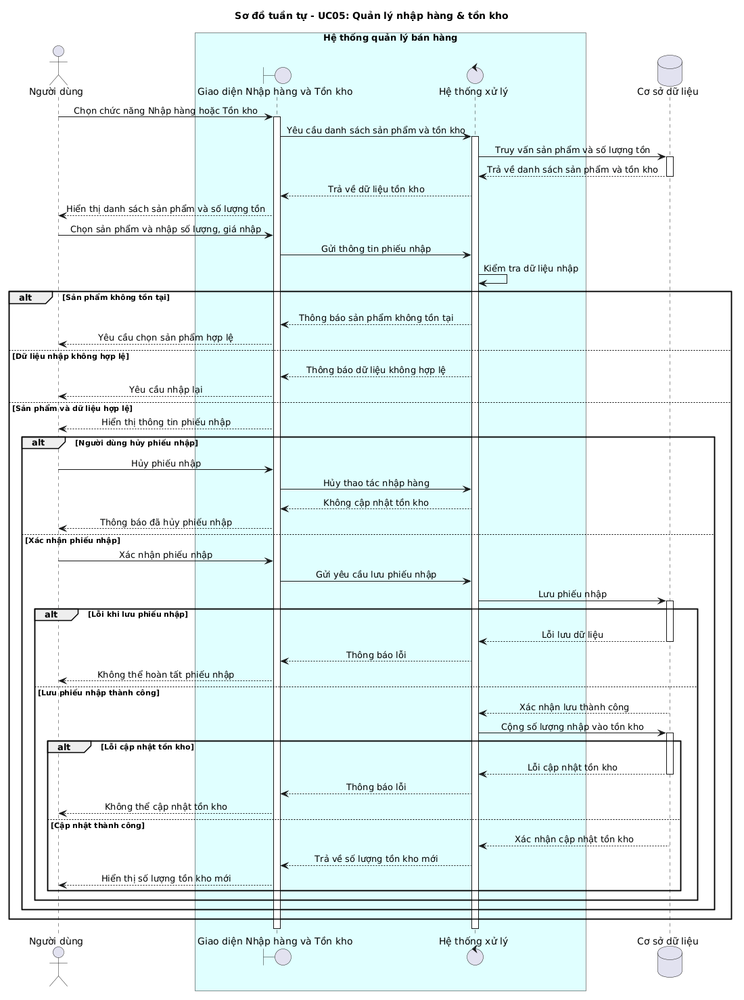 Sơ đồ tuần tự - UC05: Quản lý nhập hàng & tồn kho
Hệ thống quản lý bán hàng
Người dùng
Giao diện Nhập hàng và Tồn kho
Hệ thống xử lý
Cơ sở dữ liệu
Chọn chức năng Nhập hàng hoặc Tồn kho
Yêu cầu danh sách sản phẩm và tồn kho
Truy vấn sản phẩm và số lượng tồn
Trả về danh sách sản phẩm và tồn kho
Trả về dữ liệu tồn kho
Hiển thị danh sách sản phẩm và số lượng tồn
Chọn sản phẩm và nhập số lượng, giá nhập
Gửi thông tin phiếu nhập
Kiểm tra dữ liệu nhập
alt [Sản phẩm không tồn tại]
Thông báo sản phẩm không tồn tại
Yêu cầu chọn sản phẩm hợp lệ
[Dữ liệu nhập không hợp lệ]
Thông báo dữ liệu không hợp lệ
Yêu cầu nhập lại
[Sản phẩm và dữ liệu hợp lệ]
Hiển thị thông tin phiếu nhập
alt [Người dùng hủy phiếu nhập]
Hủy phiếu nhập
Hủy thao tác nhập hàng
Không cập nhật tồn kho
Thông báo đã hủy phiếu nhập
[Xác nhận phiếu nhập]
Xác nhận phiếu nhập
Gửi yêu cầu lưu phiếu nhập
Lưu phiếu nhập
alt [Lỗi khi lưu phiếu nhập]
Lỗi lưu dữ liệu
Thông báo lỗi
Không thể hoàn tất phiếu nhập
[Lưu phiếu nhập thành công]
Xác nhận lưu thành công
Cộng số lượng nhập vào tồn kho
alt [Lỗi cập nhật tồn kho]
Lỗi cập nhật tồn kho
Thông báo lỗi
Không thể cập nhật tồn kho
[Cập nhật thành công]
Xác nhận cập nhật tồn kho
Trả về số lượng tồn kho mới
Hiển thị số lượng tồn kho mới
Người dùng
Giao diện Nhập hàng và Tồn kho
Hệ thống xử lý
Cơ sở dữ liệu